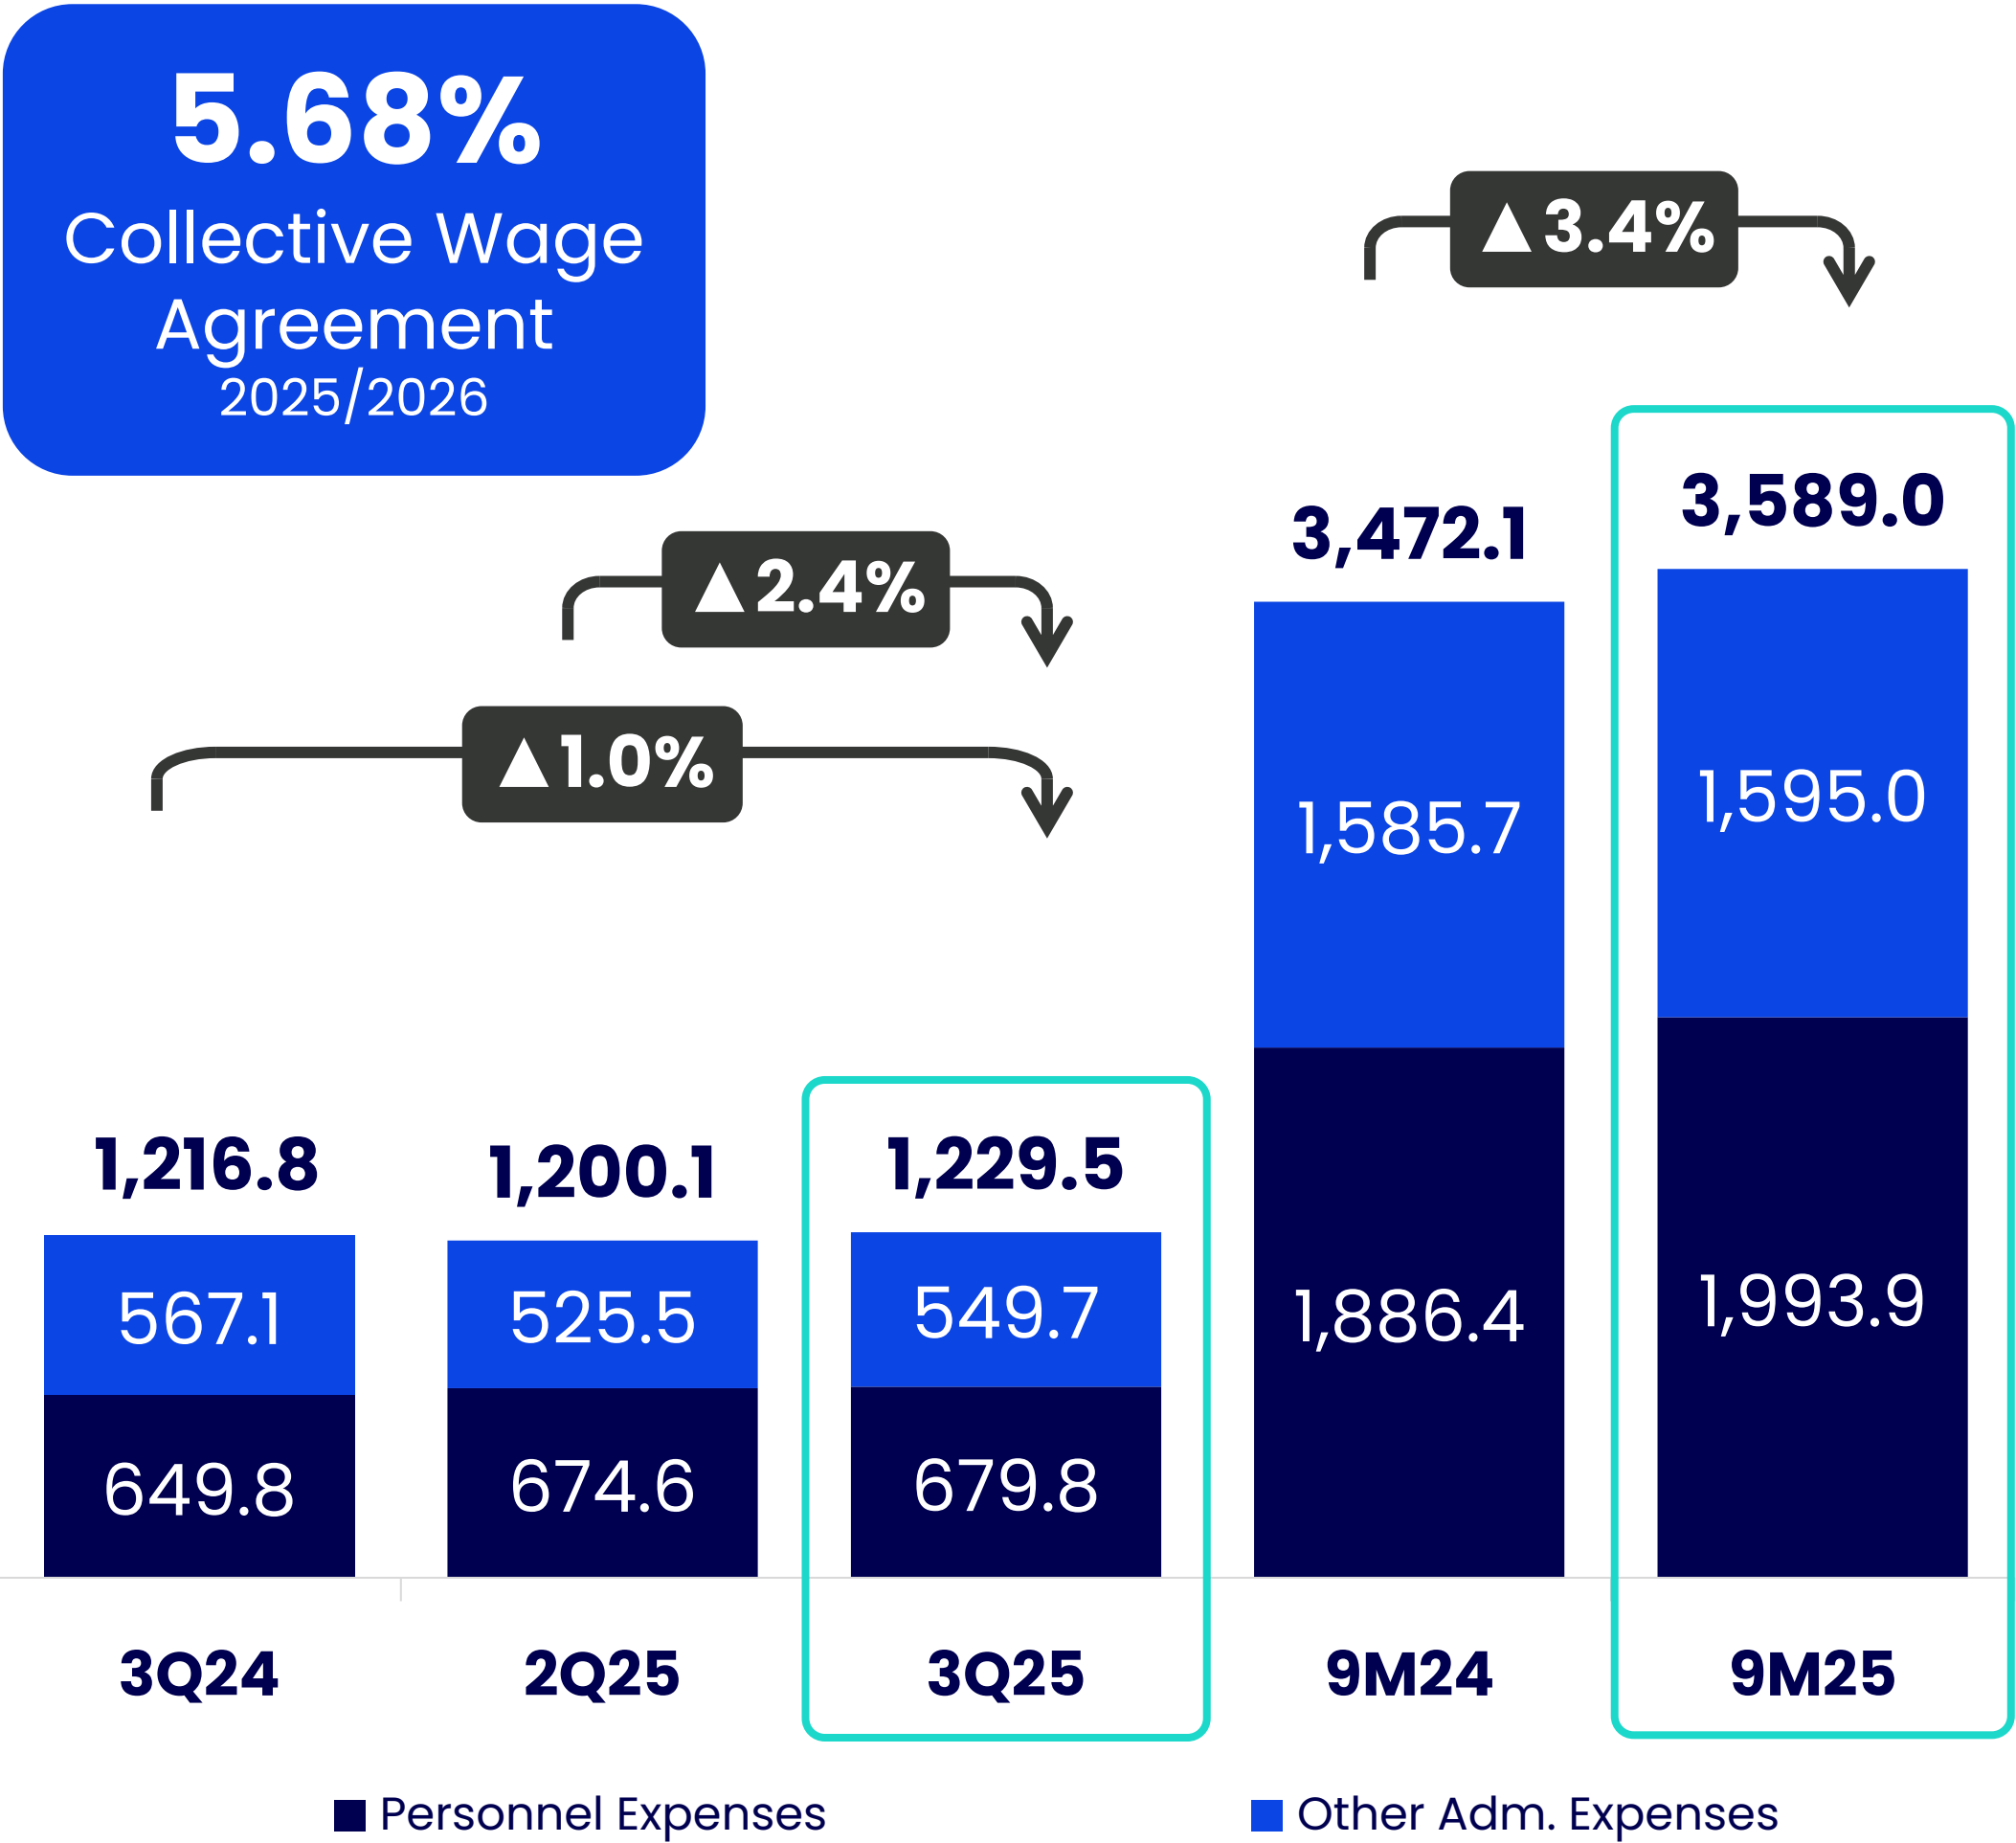 5.68%
Collective Wage
Agreement
2025/2026
▲3.4%
▲2.4%
▲1.0%
3,472.1
3,589.0
1,585.7
1,595.0
1,216.8
1,200.1
1,229.5
567.1
525.5
549.7
1,886.4
1,993.9
649.8
674.6
679.8
3Q24
2Q25
3Q25
9M24
9M25
Personnel Expenses
Other Adm. Expenses